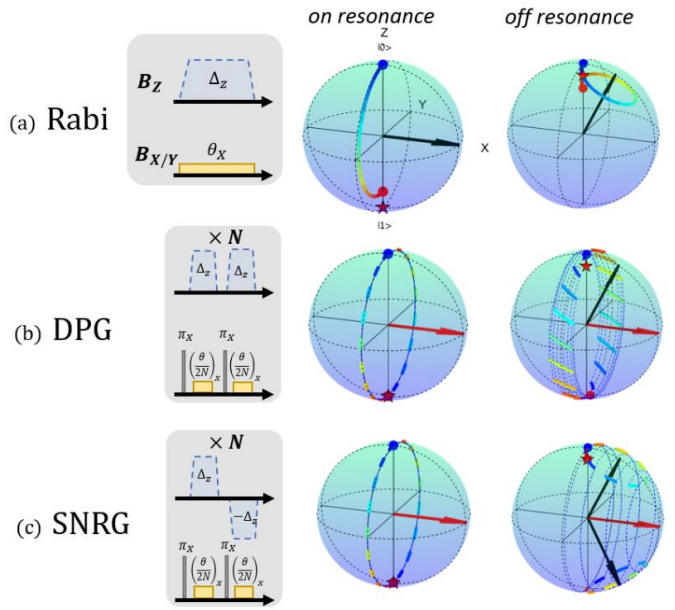 on resonance
off resonance
Z
|0>
Y
X
|1>
(a) Rabi
B_Z
Δ_z
B_{X/Y}
θ_X
(b) DPG
× N
Δ_z Δ_z
π_X π_X
(θ/2N)_x (θ/2N)_x
(c) SNRG
× N
Δ_z
−Δ_z
π_X π_X
(θ/2N)_x (θ/2N)_x